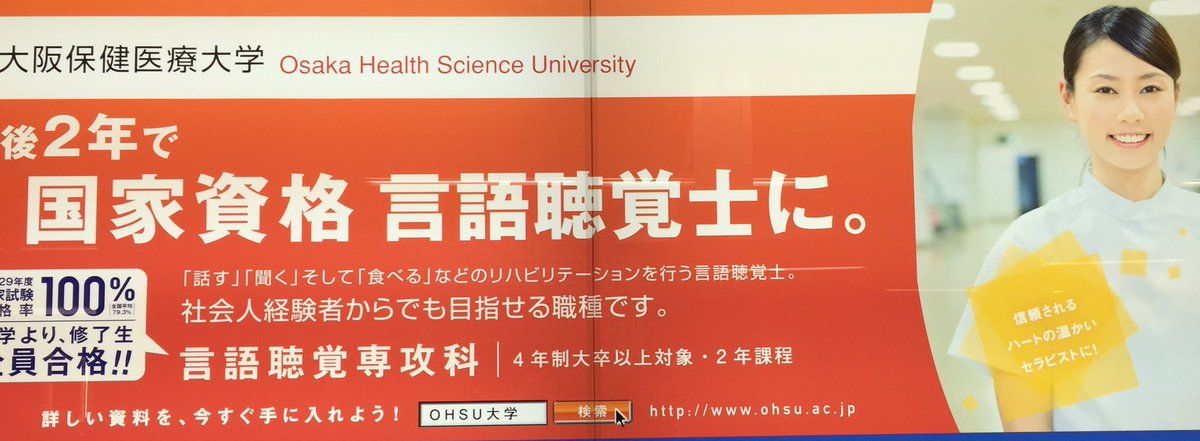 大阪保健医療大学 Osaka Health Science University
後2年で
国家資格 言語聴覚士に。
「話す」「聞く」そして「食べる」などのリハビリテーションを行う言語聴覚士。
社会人経験者からでも目指せる職種です。
29年度
試験
格率
100%
全国平均
79.3%
学より、修了生
員合格!!
言語聴覚専攻科
4年制大卒以上対象・2年課程
詳しい資料を、今すぐ手に入れよう! OHSU大学 検索 http://www.ohsu.ac.jp
信頼される
ハートの温かい
セラピストに!